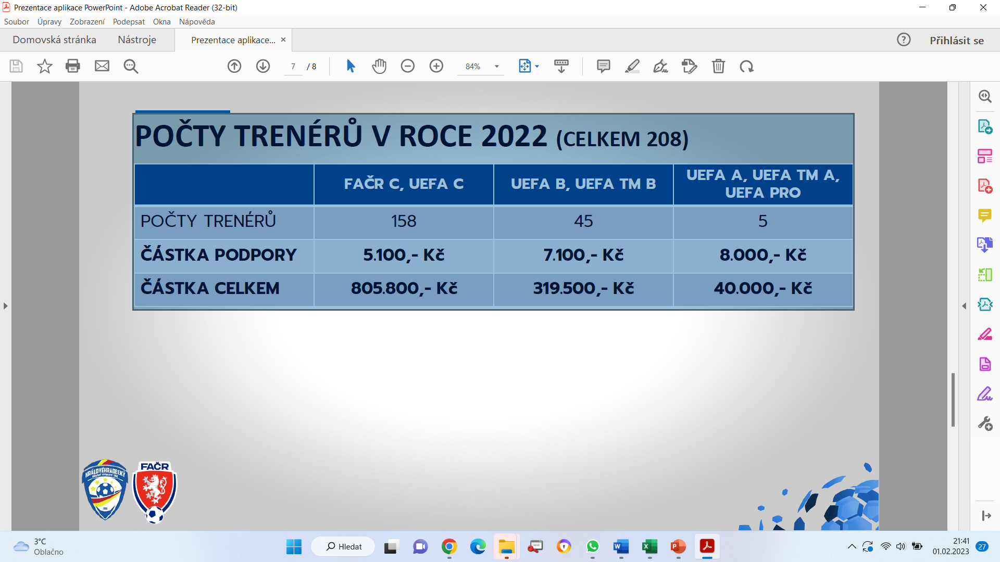 Prezentace aplikace PowerPoint - Adobe Acrobat Reader (32-bit)
Soubor Úpravy Zobrazení Podepsat Okna Nápověda
Domovská stránka Nástroje Prezentace aplikace... Přihlásit se
7 / 8 84%
POČTY TRENÉRŮ V ROCE 2022 (CELKEM 208)
FAČR C, UEFA C UEFA B, UEFA TM B UEFA A, UEFA TM A,
UEFA PRO
POČTY TRENÉRŮ 158 45 5
ČÁSTKA PODPORY 5.100,- Kč 7.100,- Kč 8.000,- Kč
ČÁSTKA CELKEM 805.800,- Kč 319.500,- Kč 40.000,- Kč
KRÁLOVÉHRADECKÝ
FAČR
3°C
Oblačno
Hledat
21:41
01.02.2023
27